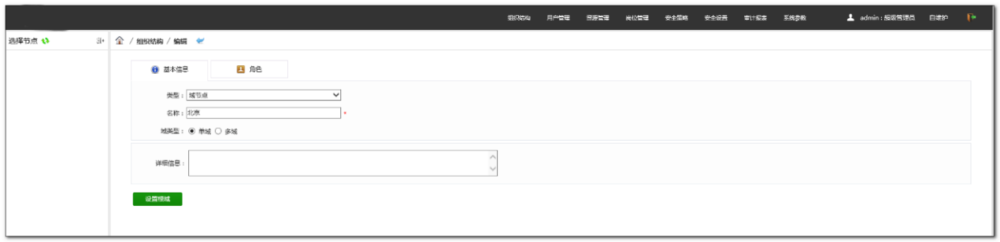 组织结构 用户管理 资源管理 岗位管理 安全策略 安全设备 审计报表 系统参数 admin : 超级管理员 自维护
选择节点 / 组织结构 / 编辑
基本信息 角色
类型： 域节点
名称： 北京 *
域类型： 单域 多域
详细信息：
设置根域